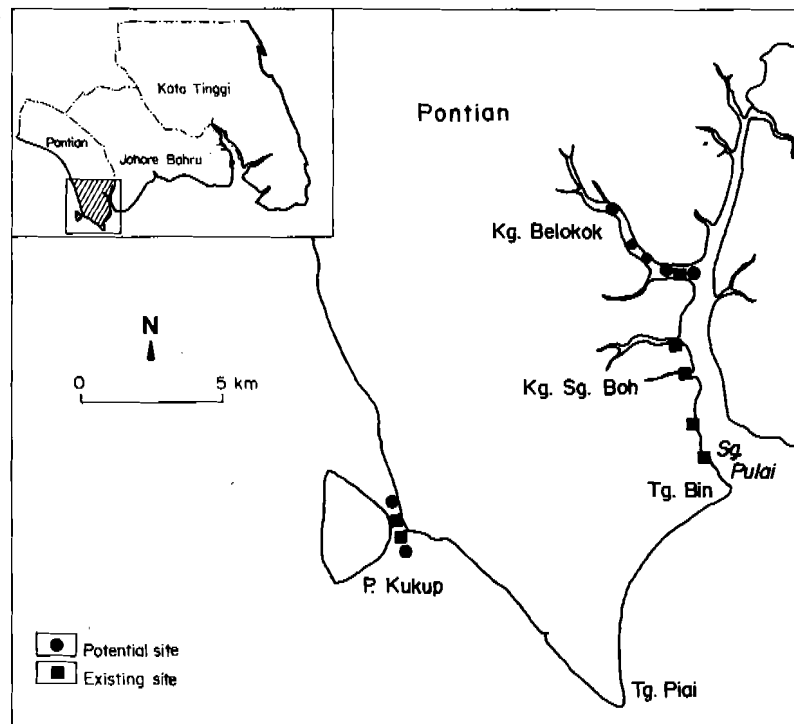 Kota Tinggi
Pontian
Johore Bahru
Pontian
Kg. Belokok
N
0 5 km
Kg. Sg. Boh
Sg. Pulai
Tg. Bin
P. Kukup
Potential site
Existing site
Tg. Piai